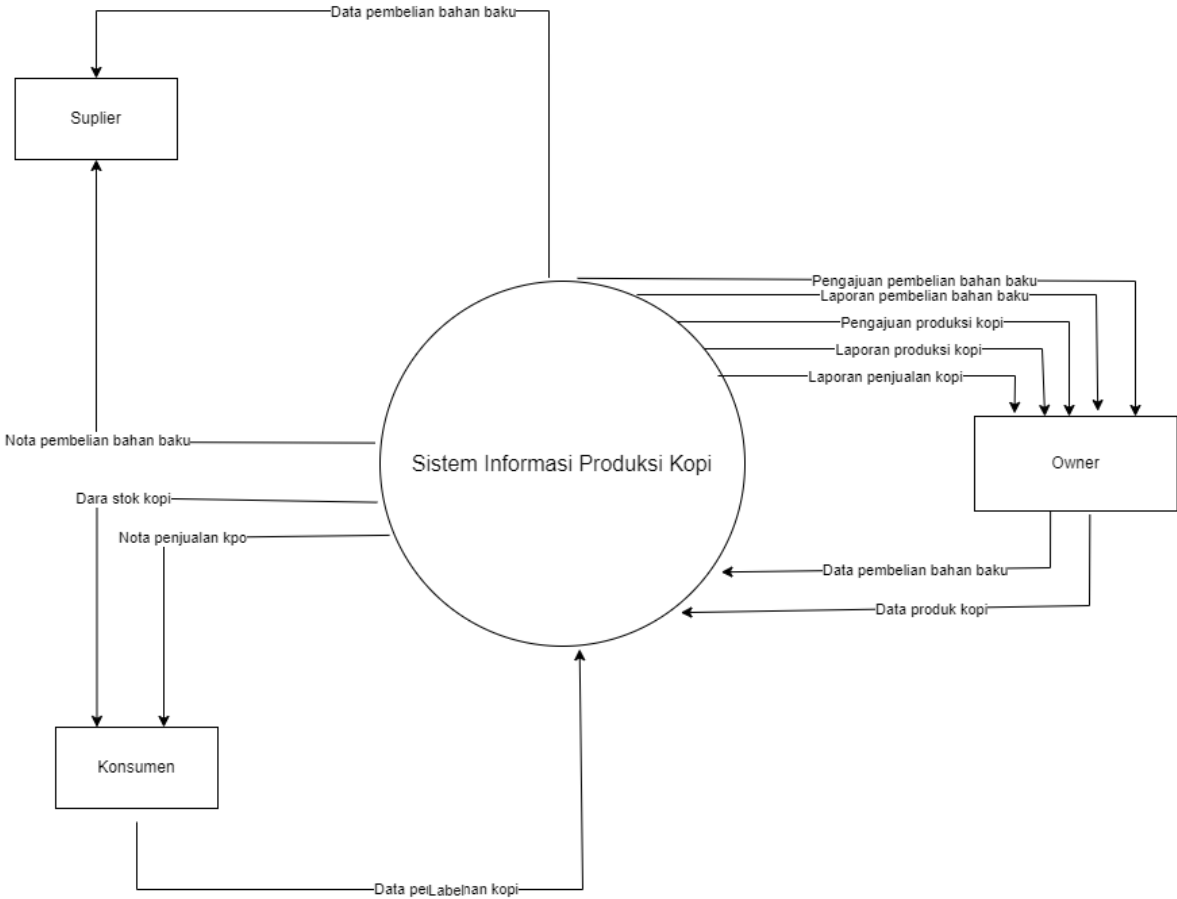 Data pembelian bahan baku
Suplier
Pengajuan pembelian bahan baku
Laporan pembelian bahan baku
Pengajuan produksi kopi
Laporan produksi kopi
Laporan penjualan kopi
Nota pembelian bahan baku
Sistem Informasi Produksi Kopi
Owner
Dara stok kopi
Nota penjualan kpo
Data pembelian bahan baku
Data produk kopi
Konsumen
Data Label kopi